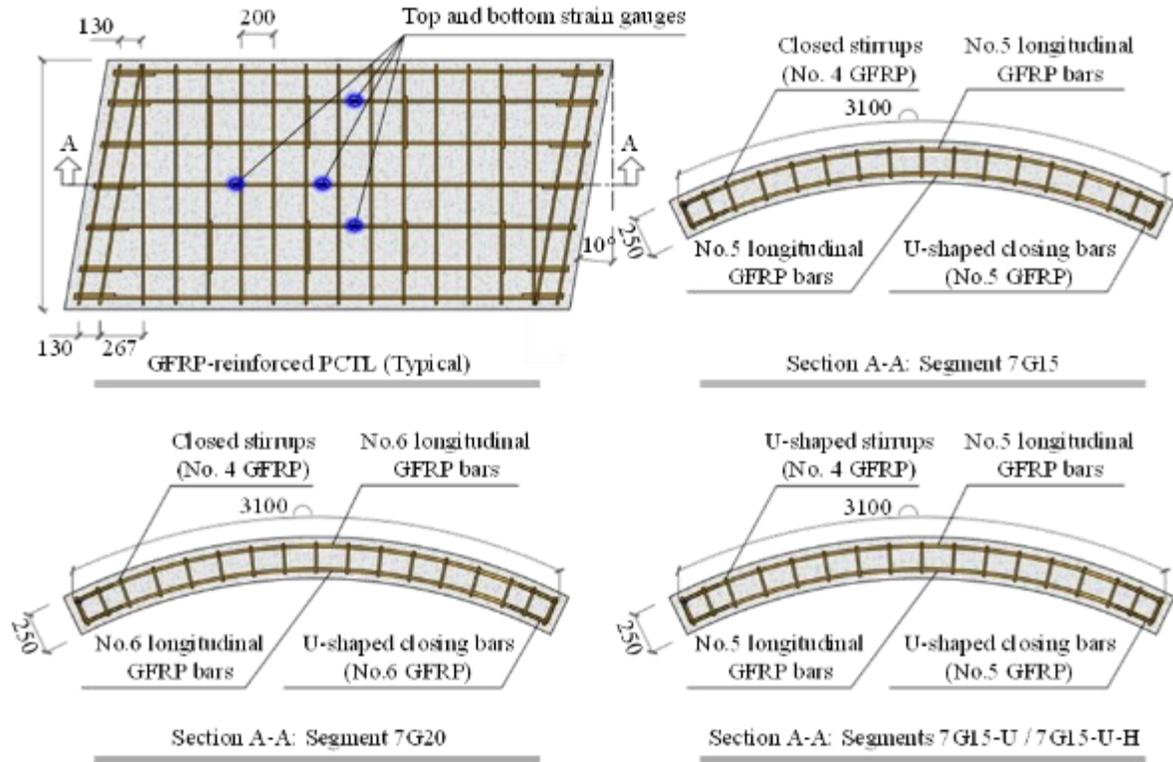 130
200
Top and bottom strain gauges
A
A
10°
130
267
GFRP-reinforced PCTL (Typical)
Closed stirrups
(No. 4 GFRP)
No.5 longitudinal
GFRP bars
3100
250
No.5 longitudinal
GFRP bars
U-shaped closing bars
(No.5 GFRP)
Section A-A: Segment 7G15
Closed stirrups
(No. 4 GFRP)
No.6 longitudinal
GFRP bars
3100
250
No.6 longitudinal
GFRP bars
U-shaped closing bars
(No.6 GFRP)
Section A-A: Segment 7G20
U-shaped stirrups
(No. 4 GFRP)
No.5 longitudinal
GFRP bars
3100
250
No.5 longitudinal
GFRP bars
U-shaped closing bars
(No.5 GFRP)
Section A-A: Segments 7G15-U / 7G15-U-H